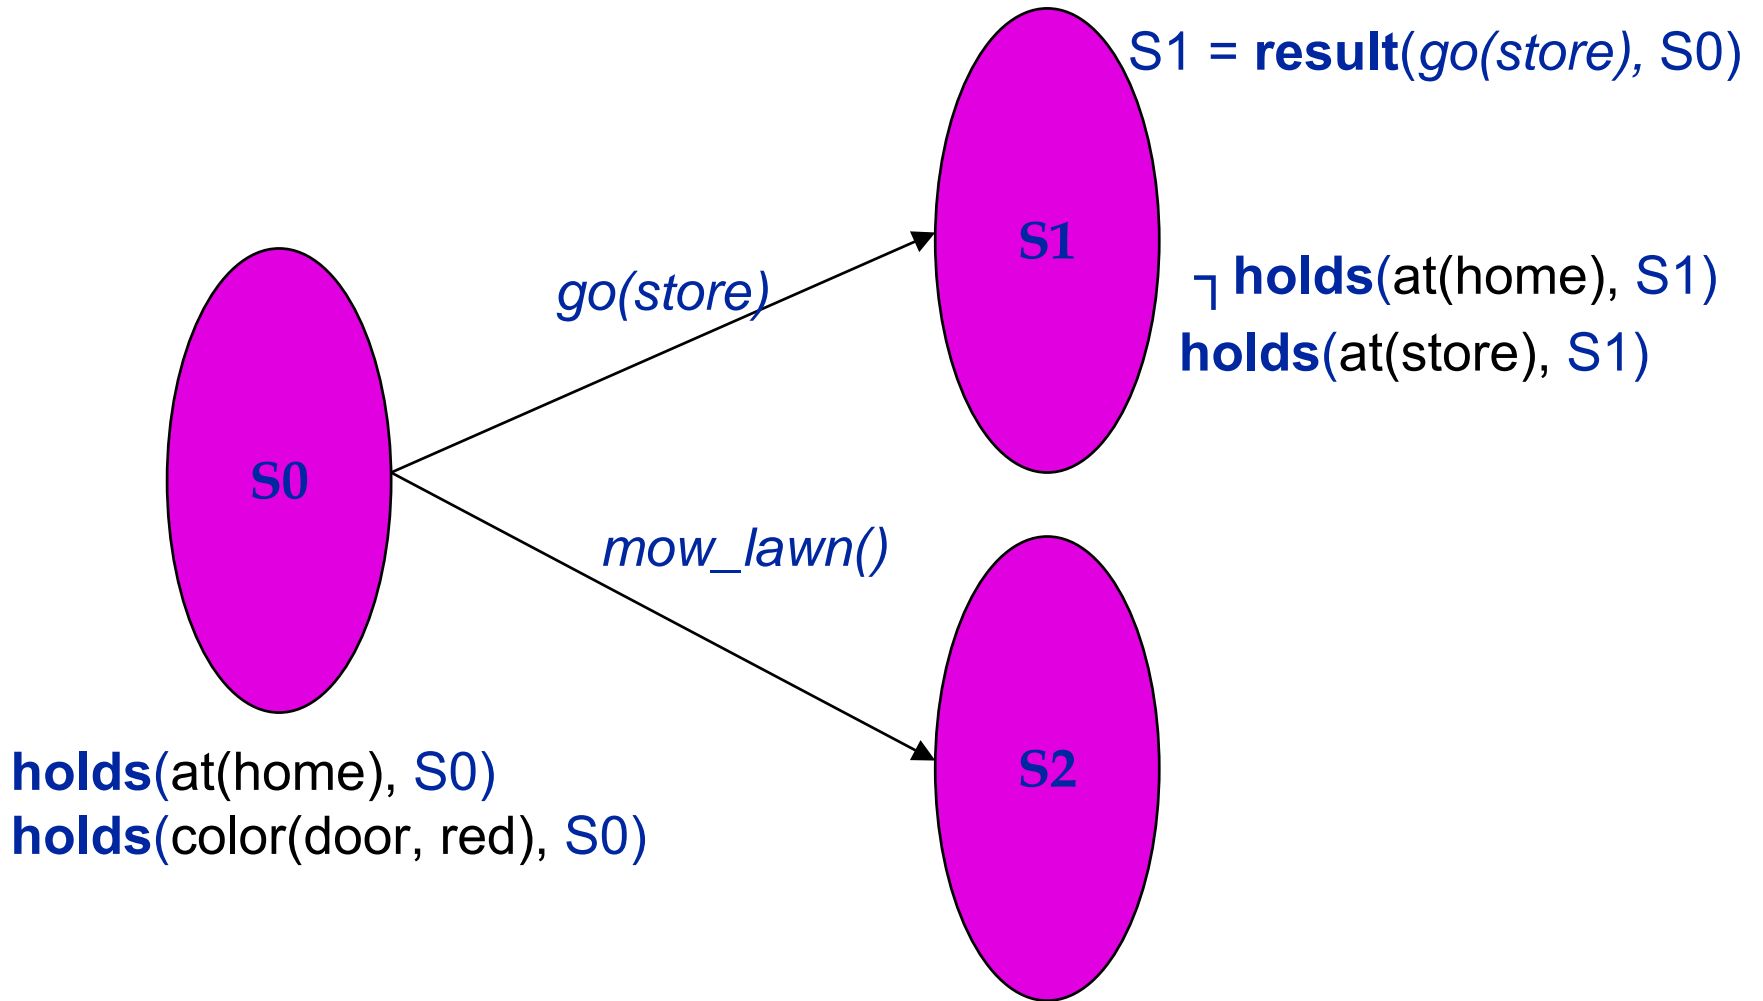 S1 = result(go(store), S0)
S1
go(store)
┐holds(at(home), S1)
holds(at(store), S1)
S0
mow_lawn()
S2
holds(at(home), S0)
holds(color(door, red), S0)